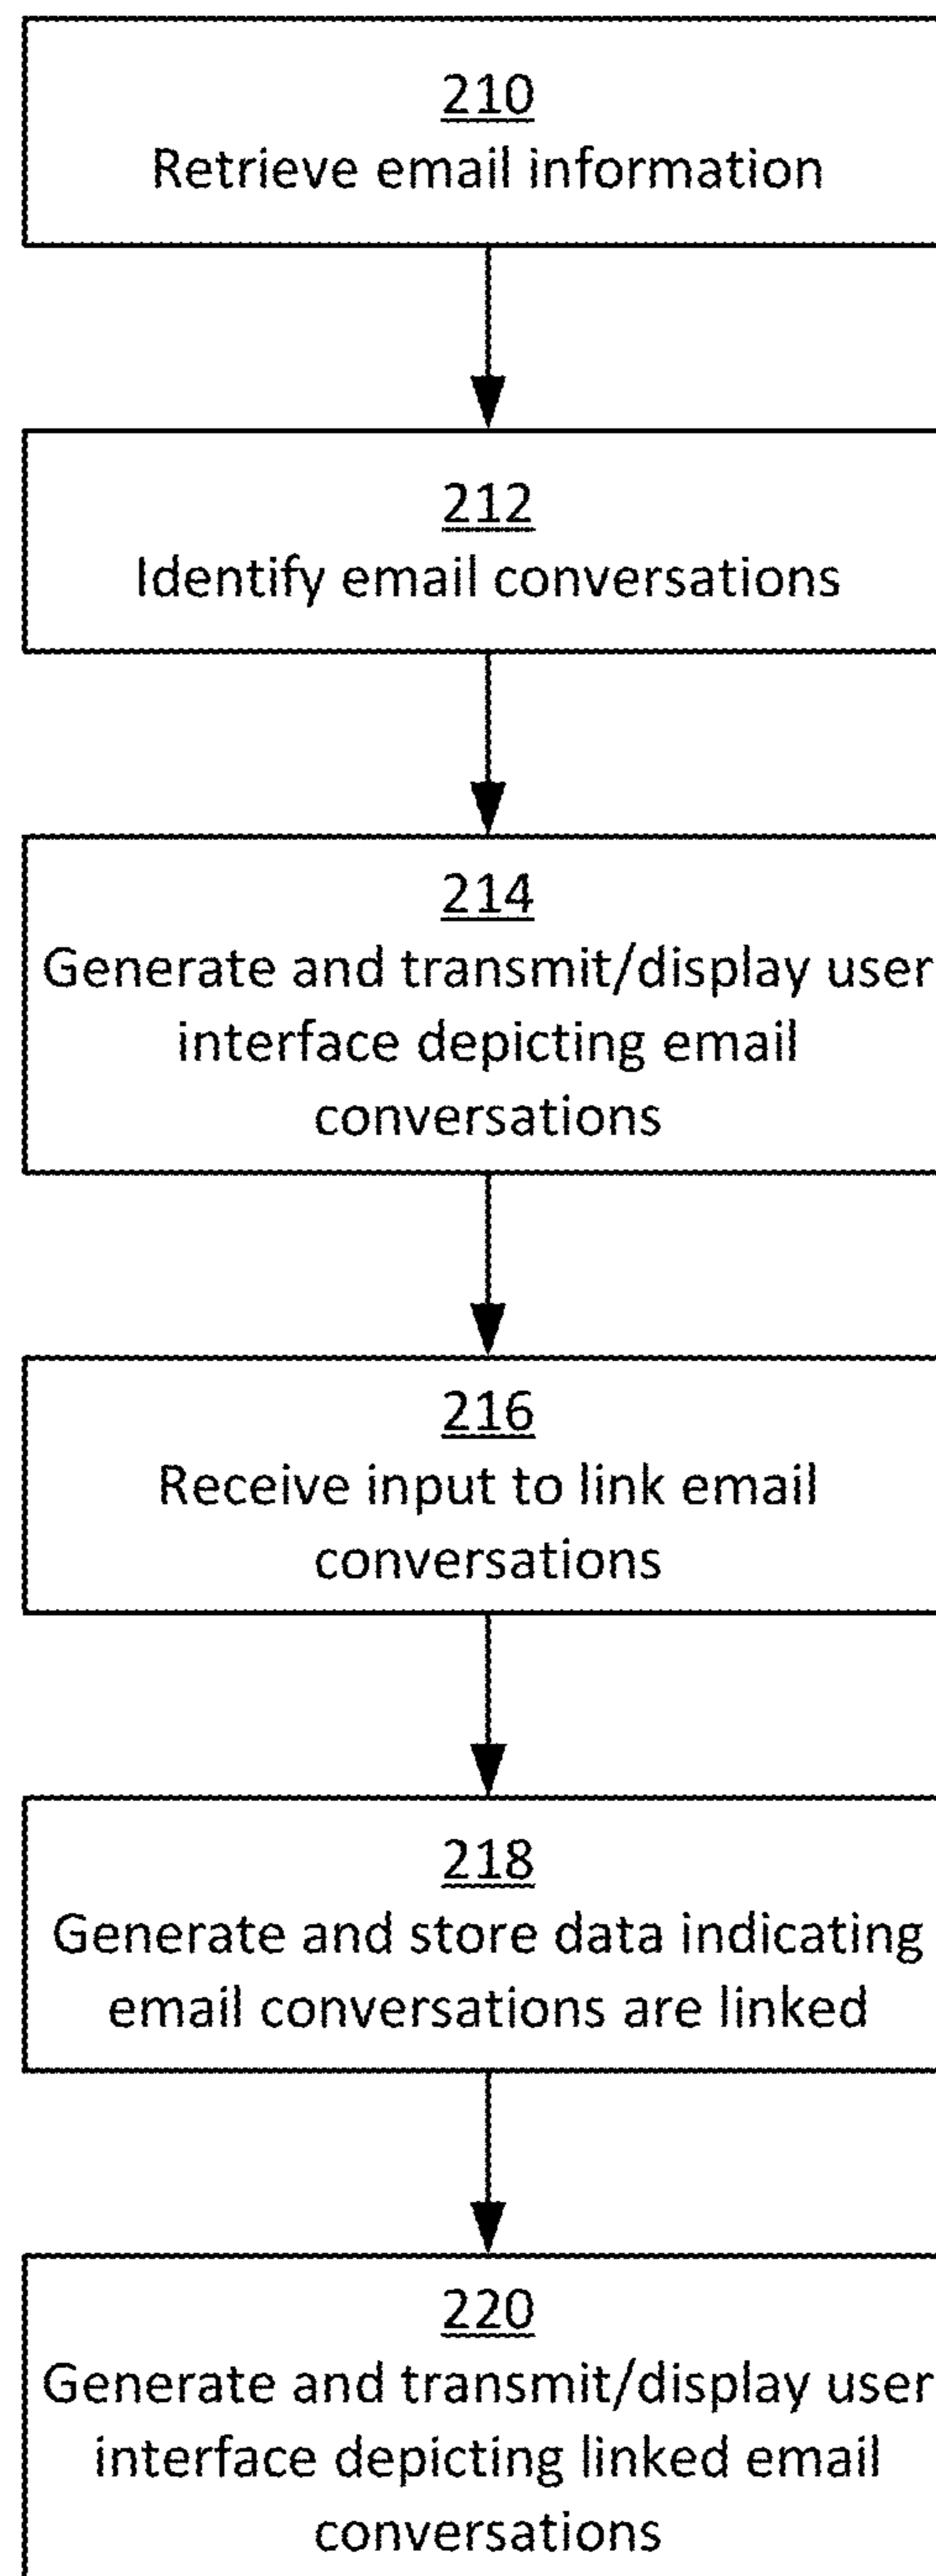 210
Retrieve email information
212
Identify email conversations
214
Generate and transmit/display user
interface depicting email
conversations
216
Receive input to link email
conversations
218
Generate and store data indicating
email conversations are linked
220
Generate and transmit/display user
interface depicting linked email
conversations